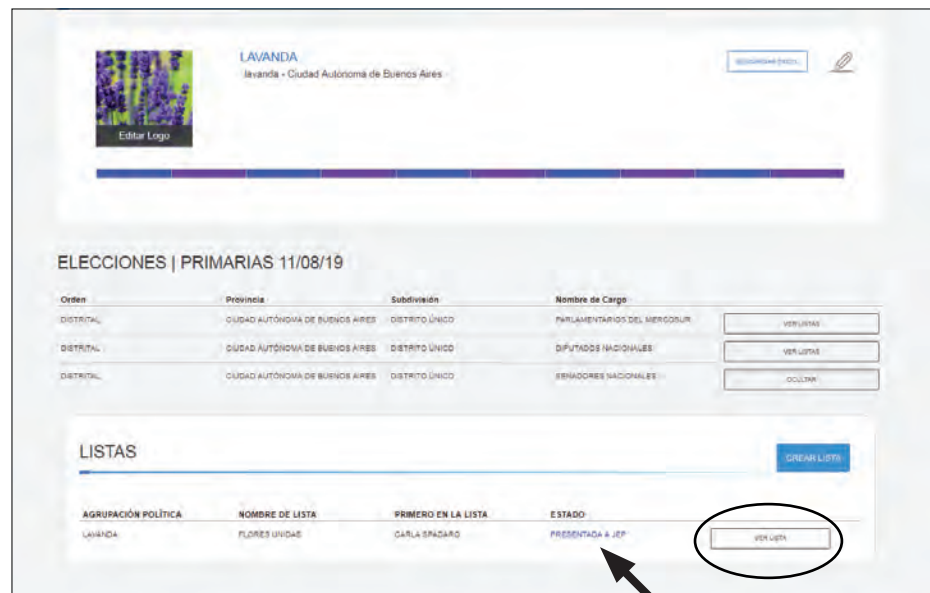 LAVANDA
lavanda - Ciudad Autónoma de Buenos Aires
Editar Logo
ELECCIONES | PRIMARIAS 11/08/19
Orden Provincia Subdivisión Nombre de Cargo
DISTRITAL CIUDAD AUTÓNOMA DE BUENOS AIRES DISTRITO ÚNICO PARLAMENTARIOS DEL MERCOSUR VER LISTAS
DISTRITAL CIUDAD AUTÓNOMA DE BUENOS AIRES DISTRITO ÚNICO DIPUTADOS NACIONALES VER LISTAS
DISTRITAL CIUDAD AUTÓNOMA DE BUENOS AIRES DISTRITO ÚNICO SENADORES NACIONALES OCULTAR
LISTAS
CREAR LISTA
AGRUPACIÓN POLÍTICA NOMBRE DE LISTA PRIMERO EN LA LISTA ESTADO
LAVANDA FLORES UNIDAS CARLA SPADARO PRESENTADA A JEP VER LISTA